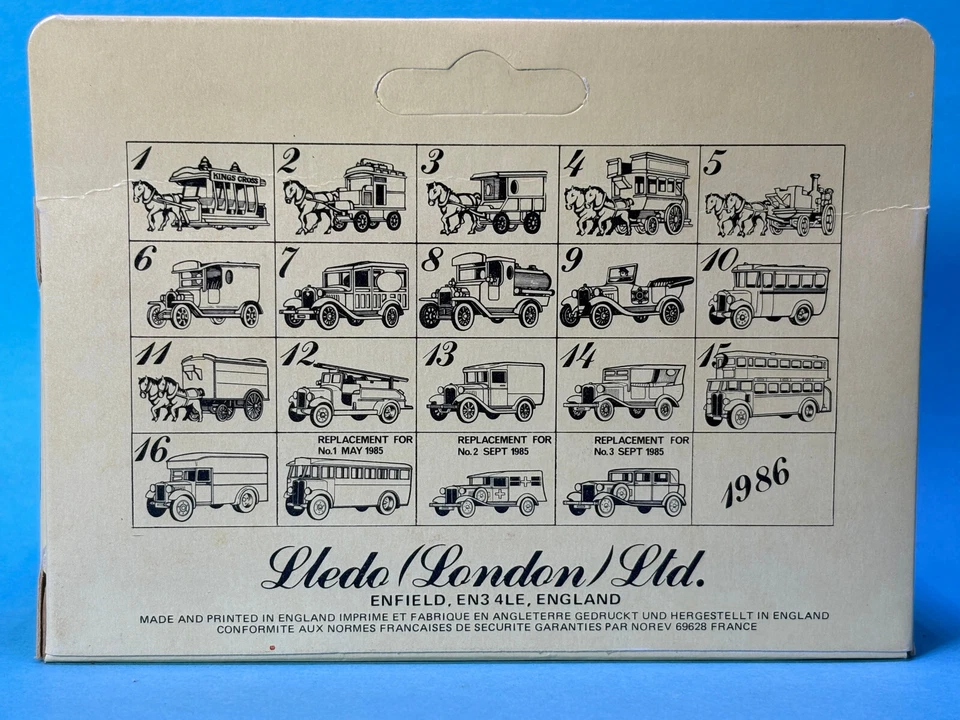 1 KINGS CROSS 2 3 4 5
6 7 8 9 10
11 12 13 14 15
16
REPLACEMENT FOR
No.1 MAY 1985
REPLACEMENT FOR
No.2 SEPT 1985
REPLACEMENT FOR
No.3 SEPT 1985
1986
Lledo (London) Ltd.
ENFIELD, EN3 4LE, ENGLAND
MADE AND PRINTED IN ENGLAND IMPRIME ET FABRIQUE EN ANGLETERRE GEDRUCKT UND HERGESTELLT IN ENGLAND
CONFORMITE AUX NORMES FRANCAISES DE SECURITE GARANTIES PAR NOREV 69628 FRANCE